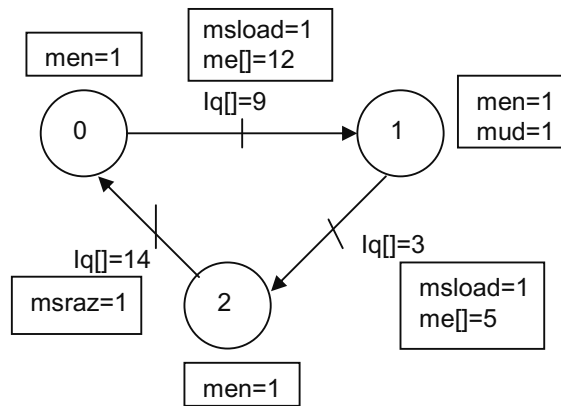 msload=1
me[]=12
men=1
Iq[]=9
0
1
men=1
mud=1
Iq[]=3
Iq[]=14
msraz=1
2
msload=1
me[]=5
men=1